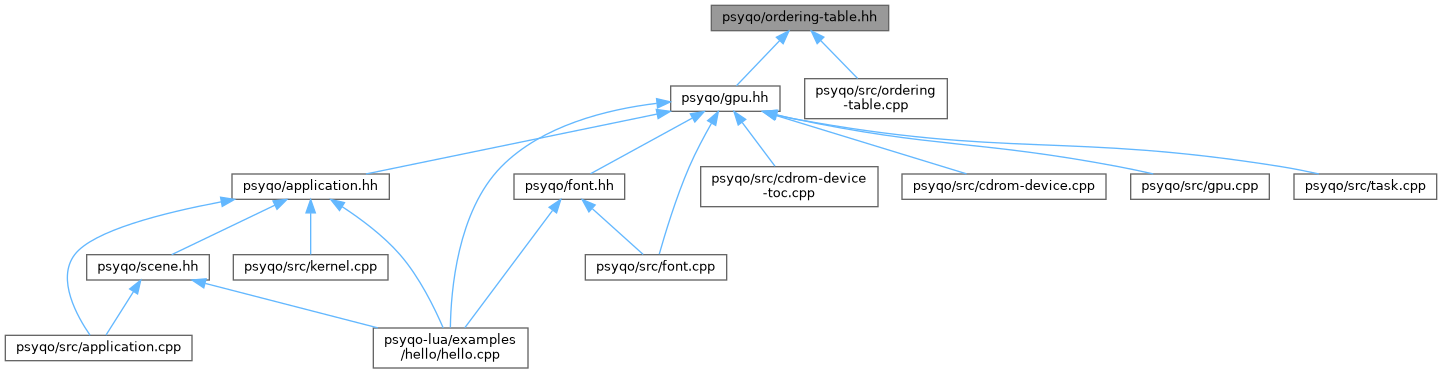 psyqo/ordering-table.hh
psyqo/gpu.hh
psyqo/src/ordering
-table.cpp
psyqo/application.hh
psyqo/font.hh
psyqo/src/cdrom-device
-toc.cpp
psyqo/src/cdrom-device.cpp
psyqo/src/gpu.cpp
psyqo/src/task.cpp
psyqo/scene.hh
psyqo/src/kernel.cpp
psyqo/src/font.cpp
psyqo/src/application.cpp
psyqo-lua/examples
/hello/hello.cpp